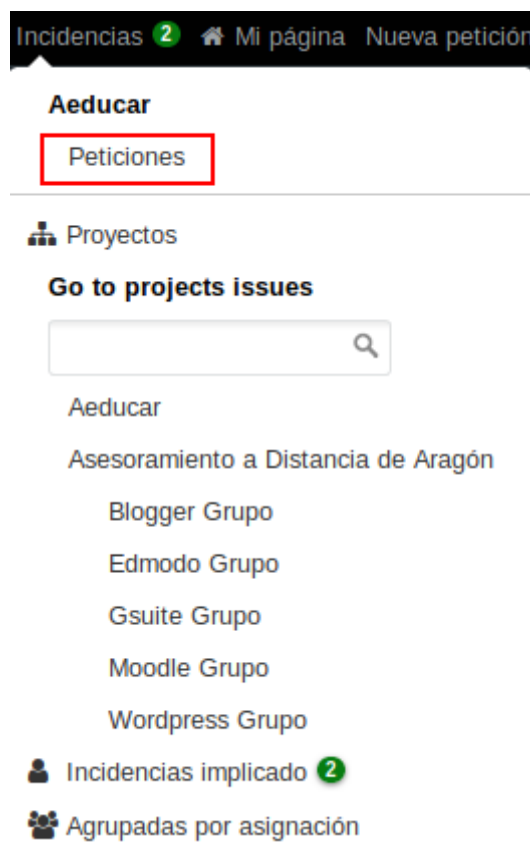 Incidencias 2 Mi página Nueva petición
Aeducar
Peticiones
Proyectos
Go to projects issues
Aeducar
Asesoramiento a Distancia de Aragón
Blogger Grupo
Edmodo Grupo
Gsuite Grupo
Moodle Grupo
Wordpress Grupo
Incidencias implicado 2
Agrupadas por asignación